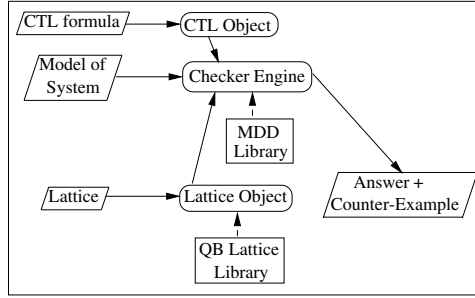 CTL formula
CTL Object
Model of
System
Checker Engine
MDD
Library
Lattice
Lattice Object
Answer +
Counter-Example
QB Lattice
Library